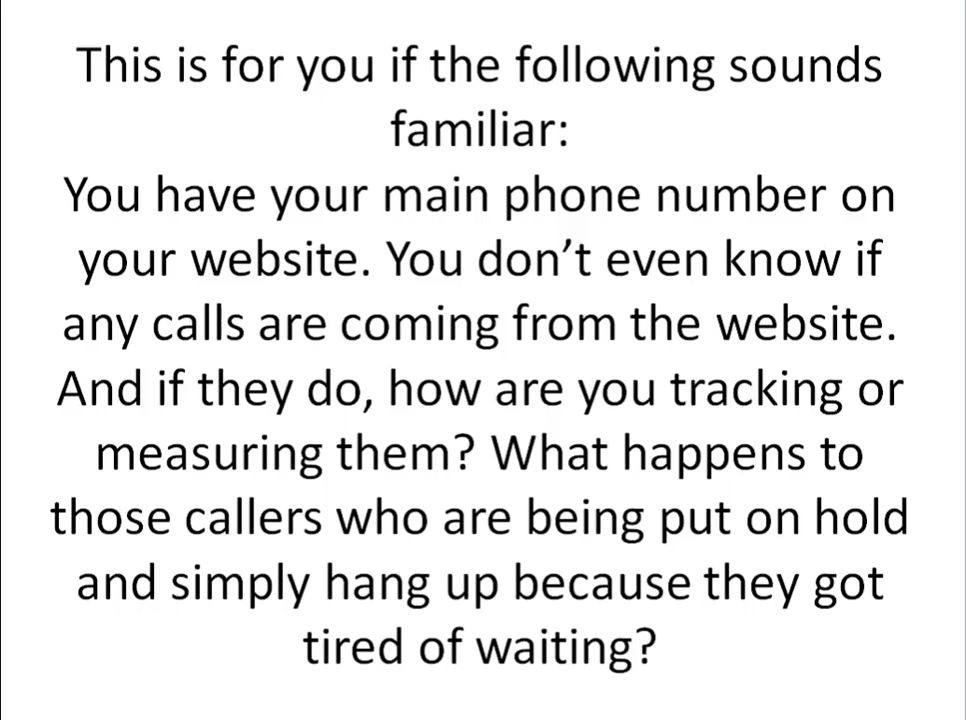 This is for you if the following sounds
familiar:
You have your main phone number on
your website. You don’t even know if
any calls are coming from the website.
And if they do, how are you tracking or
measuring them? What happens to
those callers who are being put on hold
and simply hang up because they got
tired of waiting?